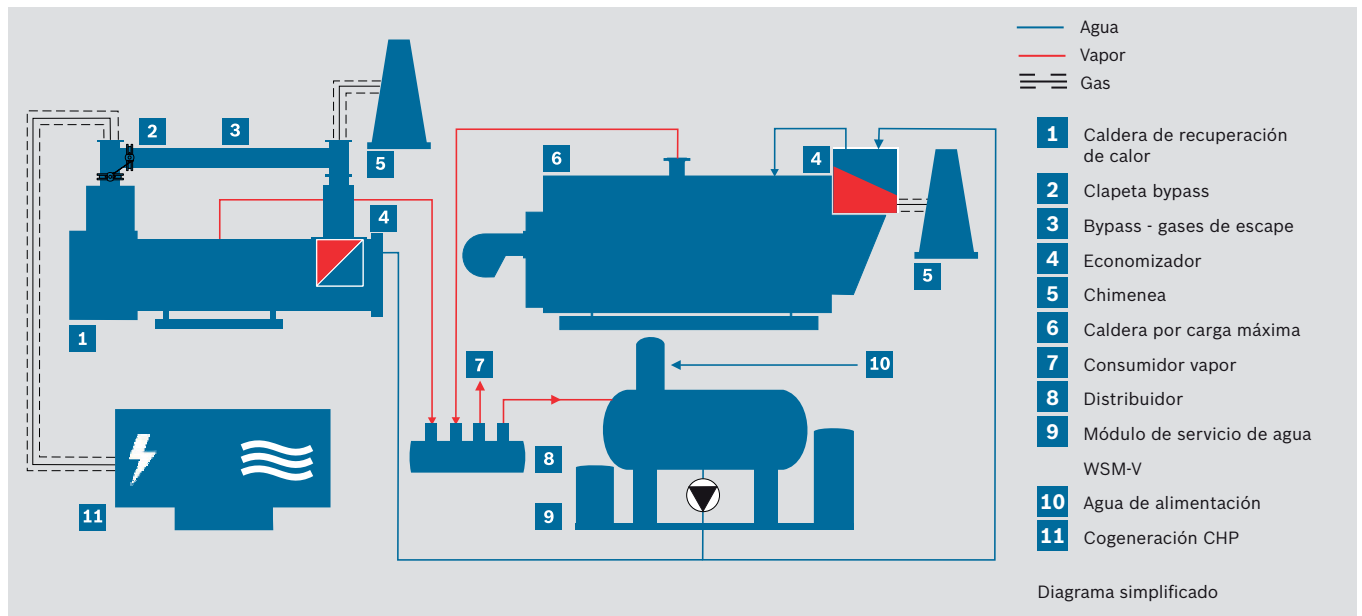 Agua
Vapor
Gas
1 Caldera de recuperación
de calor
2 Clapeta bypass
3 Bypass - gases de escape
4 Economizador
5 Chimenea
6 Caldera por carga máxima
7 Consumidor vapor
8 Distribuidor
9 Módulo de servicio de agua
WSM-V
10 Agua de alimentación
11 Cogeneración CHP
Diagrama simplificado
2
3
5
6
4
4
5
1
7
10
8
9
11